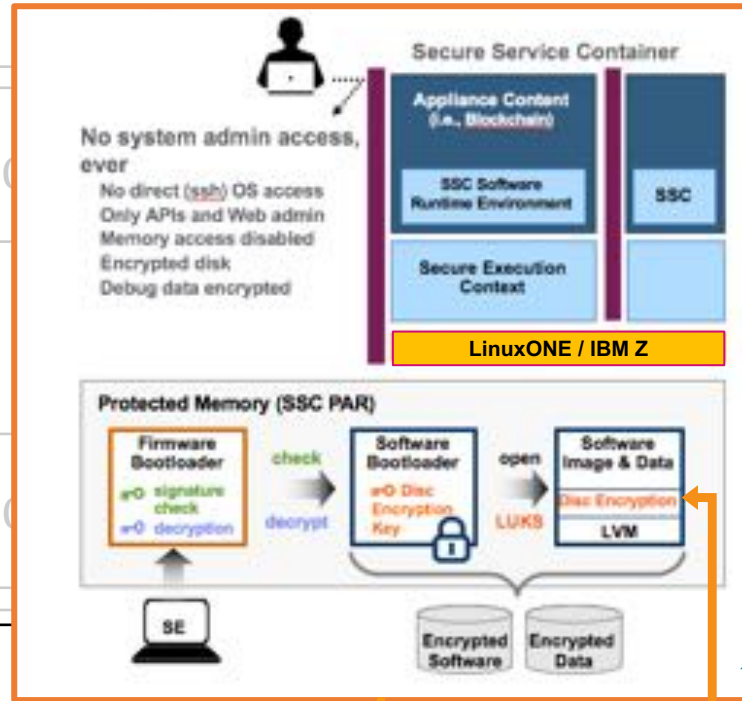 Secure Service Container
Appliance Content
(i.e., Blockchain)
SSC Software
Runtime Environment
SSC
Secure Execution
Context
LinuxONE / IBM Z
No system admin access,
ever
No direct (ssh) OS access
Only APIs and Web admin
Memory access disabled
Encrypted disk
Debug data encrypted
Protected Memory (SSC PAR)
Firmware
Bootloader
signature
check
decryption
check
decrypt
Software
Bootloader
Disc
Encryption
Key
open
LUKS
Software
Image & Data
Disc Encryption
LVM
SE
Encrypted
Software
Encrypted
Data